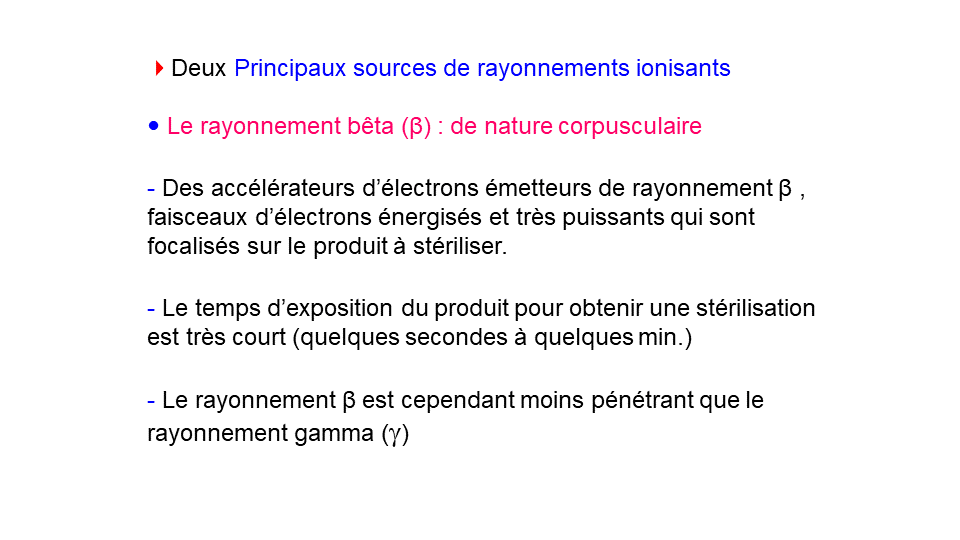 Deux Principaux sources de rayonnements ionisants
• Le rayonnement bêta (β) : de nature corpusculaire
- Des accélérateurs d’électrons émetteurs de rayonnement β ,
faisceaux d’électrons énergisés et très puissants qui sont
focalisés sur le produit à stériliser.
- Le temps d’exposition du produit pour obtenir une stérilisation
est très court (quelques secondes à quelques min.)
- Le rayonnement β est cependant moins pénétrant que le
rayonnement gamma (γ)